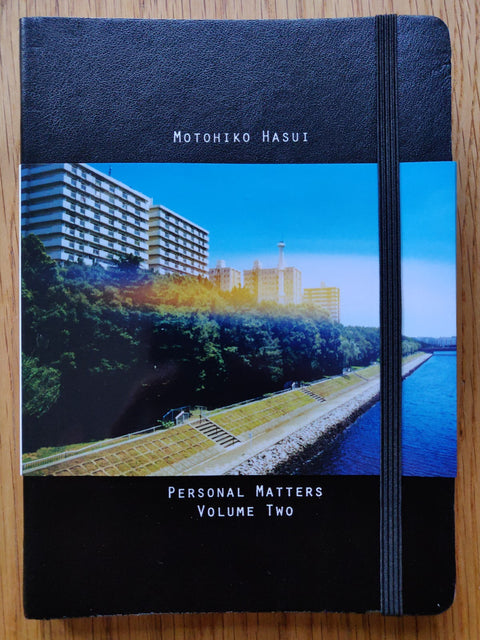 Motohiko Hasui
Personal Matters
Volume Two